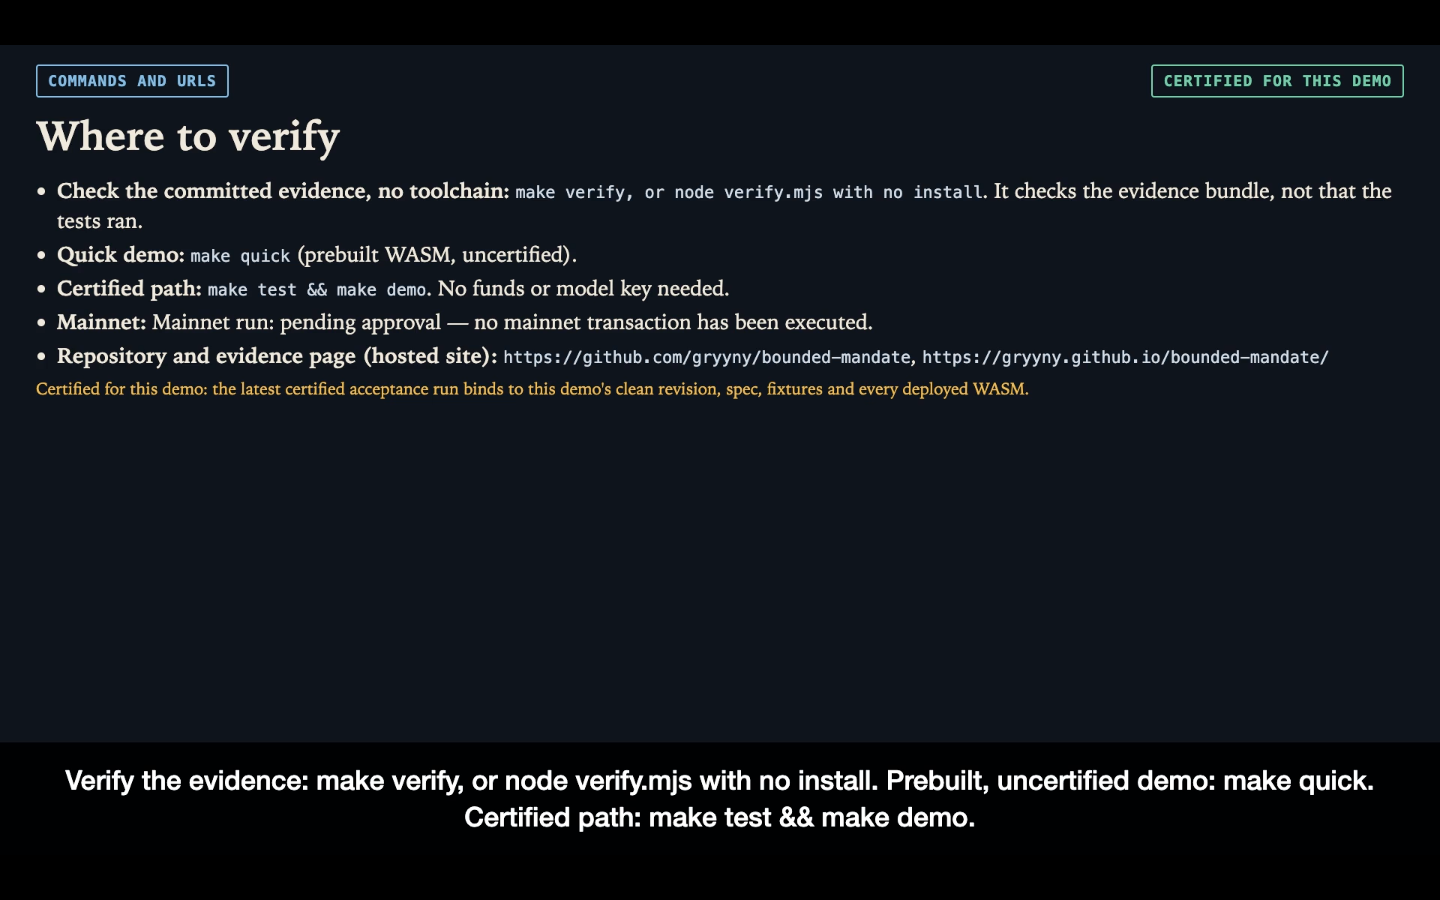 COMMANDS AND URLS
CERTIFIED FOR THIS DEMO
Where to verify
• Check the committed evidence, no toolchain: make verify, or node verify.mjs with no install. It checks the evidence bundle, not that the
tests ran.
• Quick demo: make quick (prebuilt WASM, uncertified).
• Certified path: make test && make demo. No funds or model key needed.
• Mainnet: Mainnet run: pending approval — no mainnet transaction has been executed.
• Repository and evidence page (hosted site): https://github.com/gryyny/bounded-mandate, https://gryyny.github.io/bounded-mandate/
Certified for this demo: the latest certified acceptance run binds to this demo's clean revision, spec, fixtures and every deployed WASM.
Verify the evidence: make verify, or node verify.mjs with no install. Prebuilt, uncertified demo: make quick.
Certified path: make test && make demo.